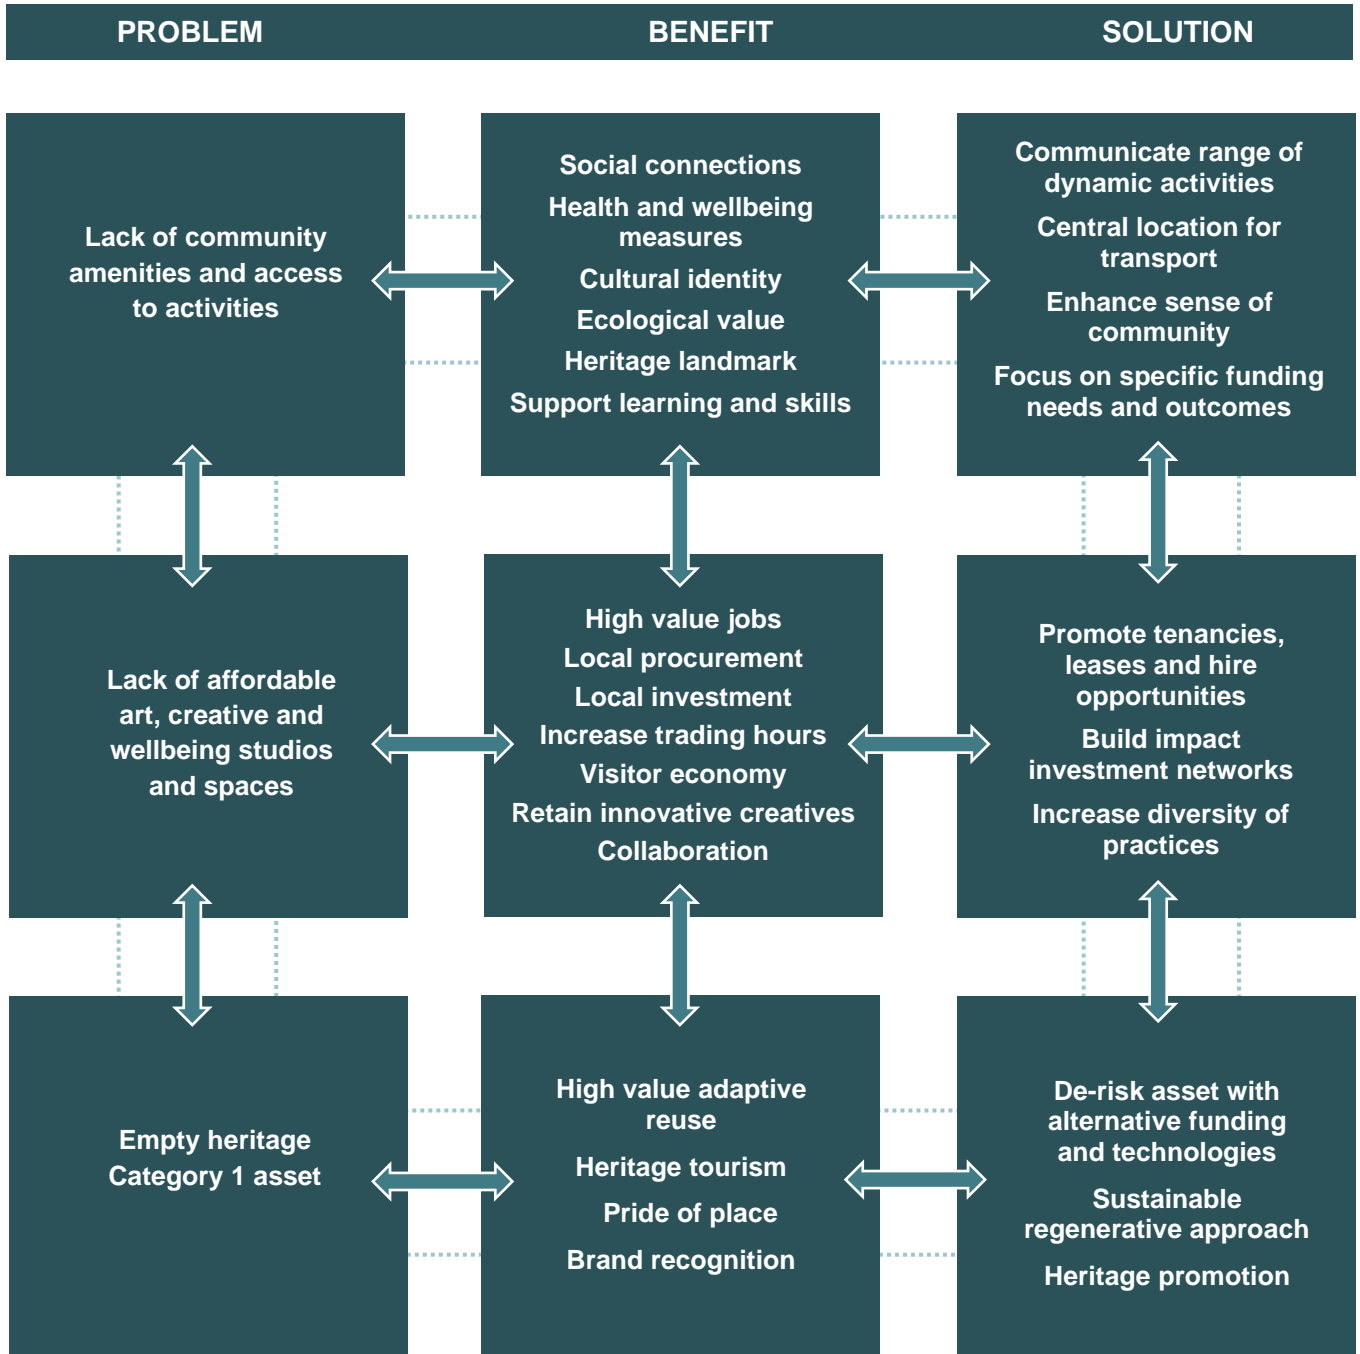 PROBLEM
BENEFIT
SOLUTION
Lack of community
amenities and access
to activities
Social connections
Health and wellbeing
measures
Cultural identity
Ecological value
Heritage landmark
Support learning and skills
Communicate range of
dynamic activities
Central location for
transport
Enhance sense of
community
Focus on specific funding
needs and outcomes
Lack of affordable
art, creative and
wellbeing studios
and spaces
High value jobs
Local procurement
Local investment
Increase trading hours
Visitor economy
Retain innovative creatives
Collaboration
Promote tenancies,
leases and hire
opportunities
Build impact
investment networks
Increase diversity of
practices
Empty heritage
Category 1 asset
High value adaptive
reuse
Heritage tourism
Pride of place
Brand recognition
De-risk asset with
alternative funding
and technologies
Sustainable
regenerative approach
Heritage promotion